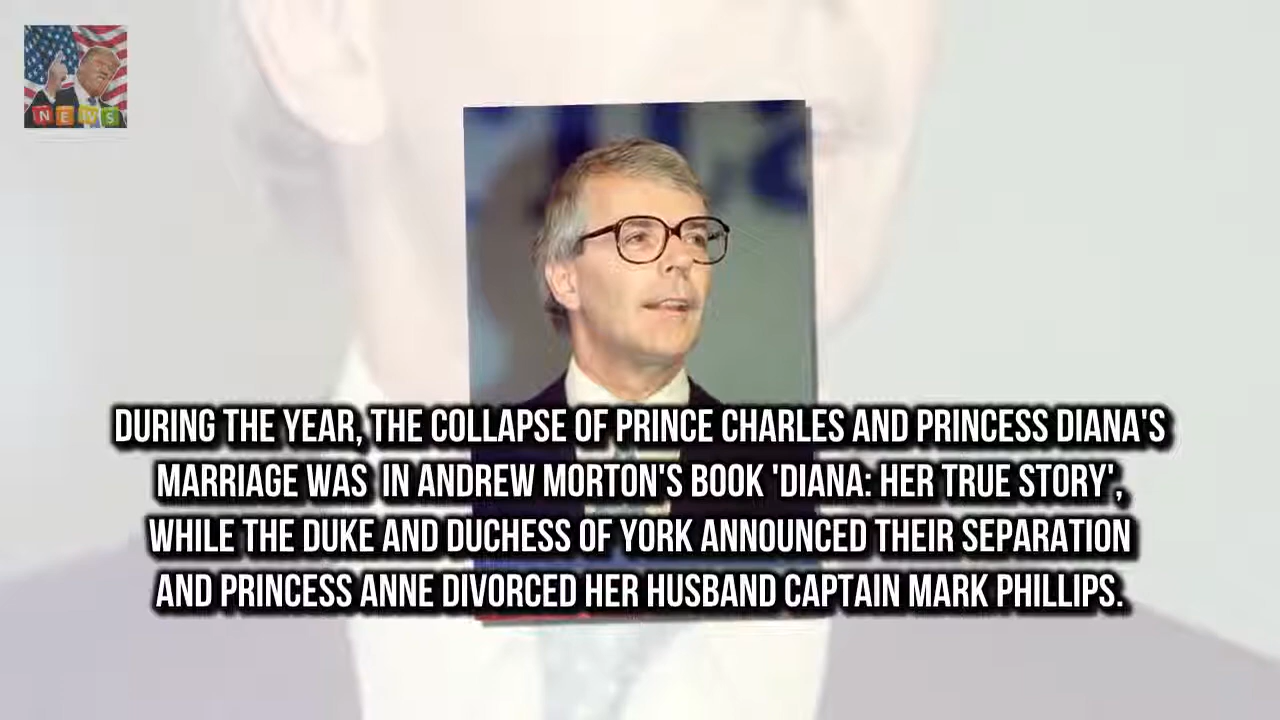 NEWS
DURING THE YEAR, THE COLLAPSE OF PRINCE CHARLES AND PRINCESS DIANA'S
MARRIAGE WAS  IN ANDREW MORTON'S BOOK 'DIANA: HER TRUE STORY',
WHILE THE DUKE AND DUCHESS OF YORK ANNOUNCED THEIR SEPARATION
AND PRINCESS ANNE DIVORCED HER HUSBAND CAPTAIN MARK PHILLIPS.